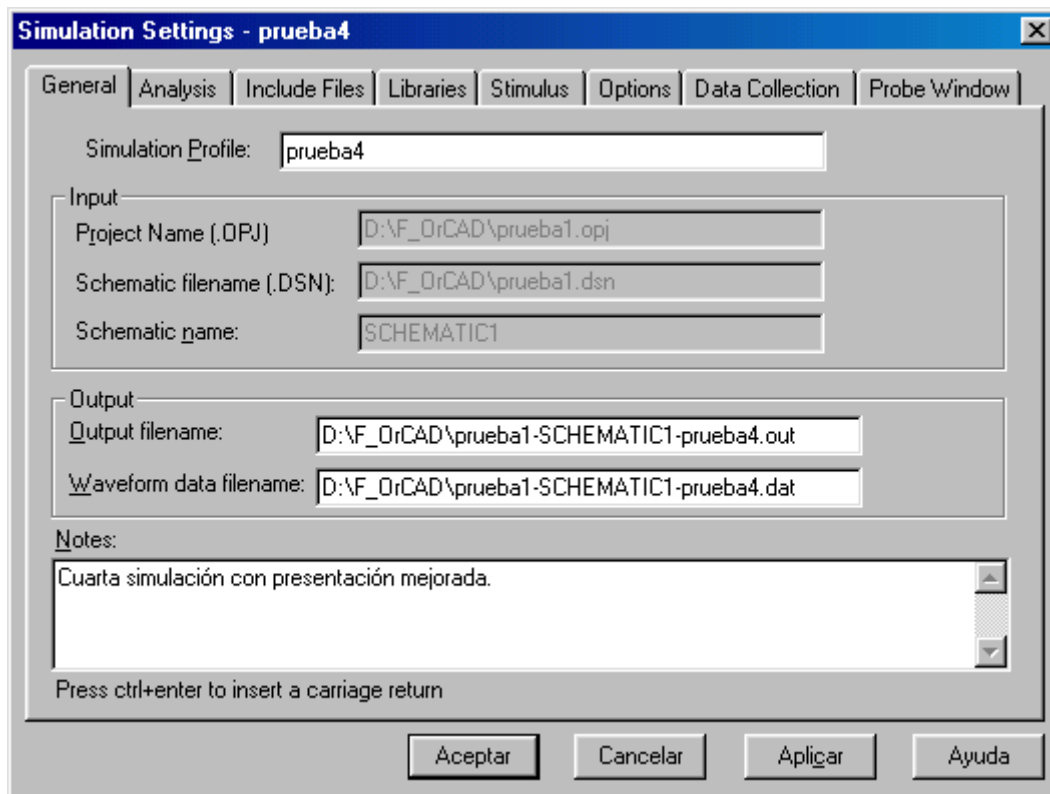 Simulation Settings - prueba4
General Analysis Include Files Libraries Stimulus Options Data Collection Probe Window
Simulation Profile: prueba4
Input
Project Name (.OPJ) D:\F_OrCAD\prueba1.opj
Schematic filename (.DSN): D:\F_OrCAD\prueba1.dsn
Schematic name: SCHEMATIC1
Output
Output filename: D:\F_OrCAD\prueba1-SCHEMATIC1-prueba4.out
Waveform data filename: D:\F_OrCAD\prueba1-SCHEMATIC1-prueba4.dat
Notes:
Cuarta simulación con presentación mejorada.
Press ctrl+enter to insert a carriage return
Aceptar Cancelar Aplicar Ayuda